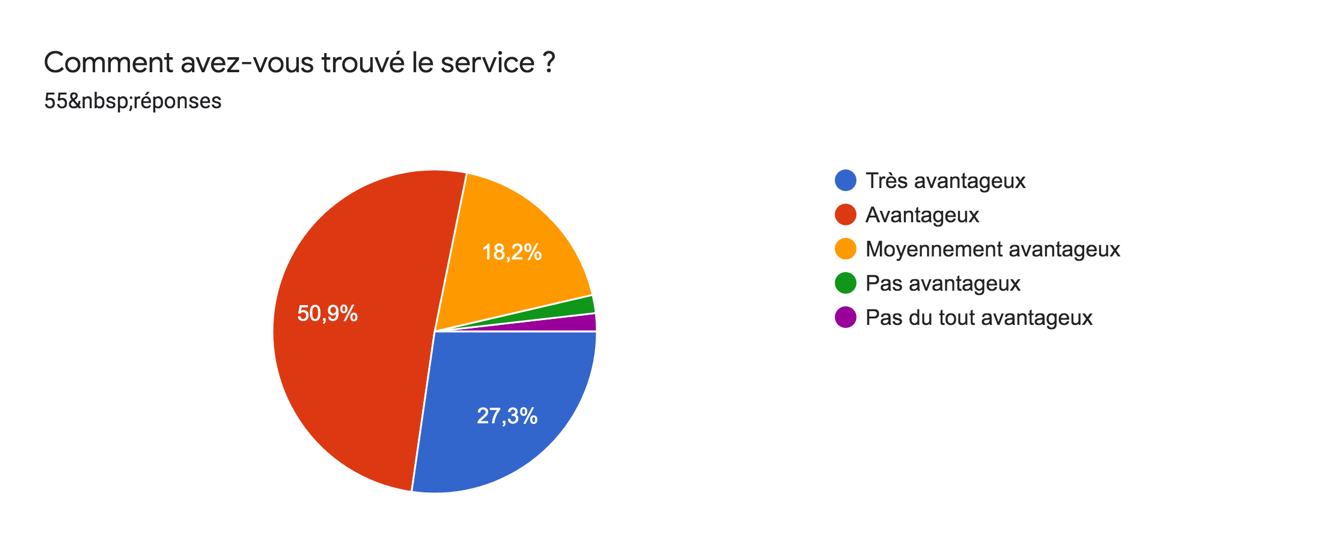 Comment avez-vous trouvé le service ?
55&nbsp;réponses
Très avantageux
Avantageux
Moyennement avantageux
Pas avantageux
Pas du tout avantageux
18,2%
50,9%
27,3%